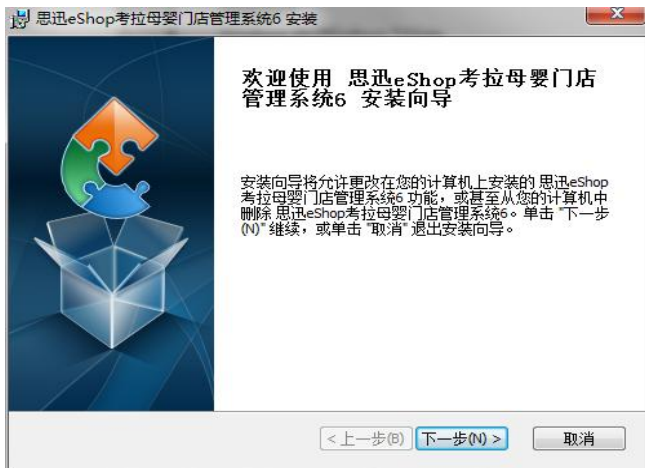 思迅eShop考拉母婴门店管理系统6 安装
欢迎使用 思迅eShop考拉母婴门店
管理系统6 安装向导
安装向导将允许更改在您的计算机上安装的 思迅eShop
考拉母婴门店管理系统6 功能，或甚至从您的计算机中
删除 思迅eShop考拉母婴门店管理系统6。单击 "下一步
(N)" 继续，或单击 "取消" 退出安装向导。
< 上一步(B) 下一步(N) > 取消